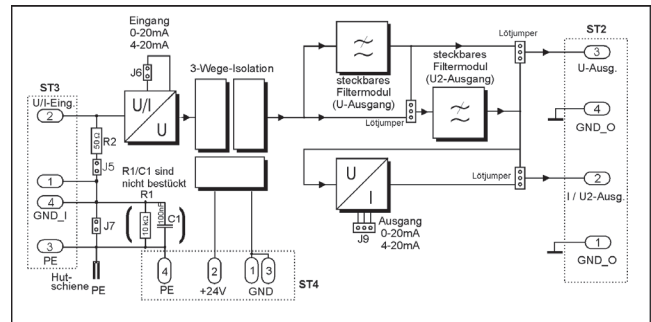 Eingang
0-20mA
4-20mA
J6
ST3
U/I-Eing.
2
U/I
U
3-Wege-Isolation
R2
50Ω
J5
1
4
GND_I
J7
3
PE
Hut-
schiene
PE
R1/C1 sind
nicht bestückt
R1
10 kΩ
100nF
C1
4
PE
2
+24V
1
3
GND
ST4
steckbares
Filtermodul
(U-Ausgang)
Lötjumper
steckbares
Filtermodul
(U2-Ausgang)
Lötjumper
U
I
J9
Ausgang
0-20mA
4-20mA
Lötjumper
ST2
3
U-Ausg.
4
GND_O
2
I / U2-Ausg.
1
GND_O